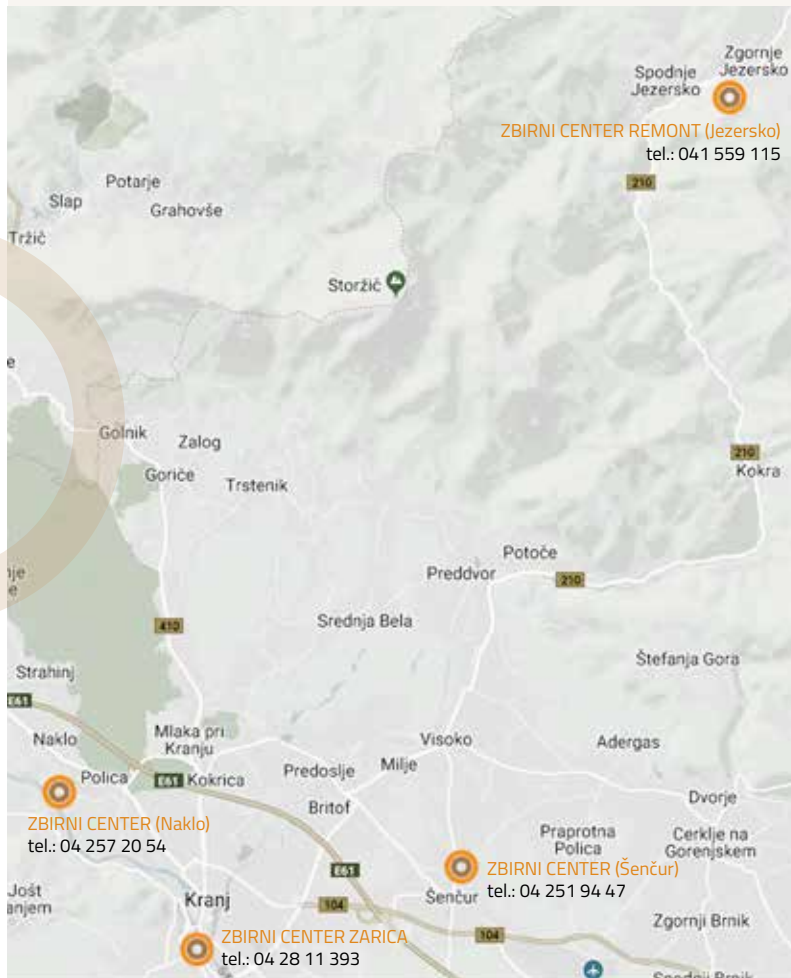 Zgornje
Jezersko
Spodnje
Jezersko
ZBIRNI CENTER REMONT (Jezersko)
tel.: 041 559 115
210
Potarje
Slap
Grahovše
Tržič
Storžič
Golnik
Zalog
Goriče
Trstenik
210
Kokra
Potoče
Preddvor
210
Srednja Bela
410
Štefanja Gora
Strahinj
E61
Naklo
Mlaka pri
Kranju
Visoko
Adergas
Polica
E61
Kokrica
Predoslje
Milje
Britof
Dvorje
ZBIRNI CENTER (Naklo)
tel.: 04 257 20 54
Praprotna
Polica
Cerklje na
Gorenjskem
E61
ZBIRNI CENTER (Šenčur)
tel.: 04 251 94 47
Šenčur
Jošt
Kranj
104
104
Zgornji Brnik
ZBIRNI CENTER ZARICA
tel.: 04 28 11 393